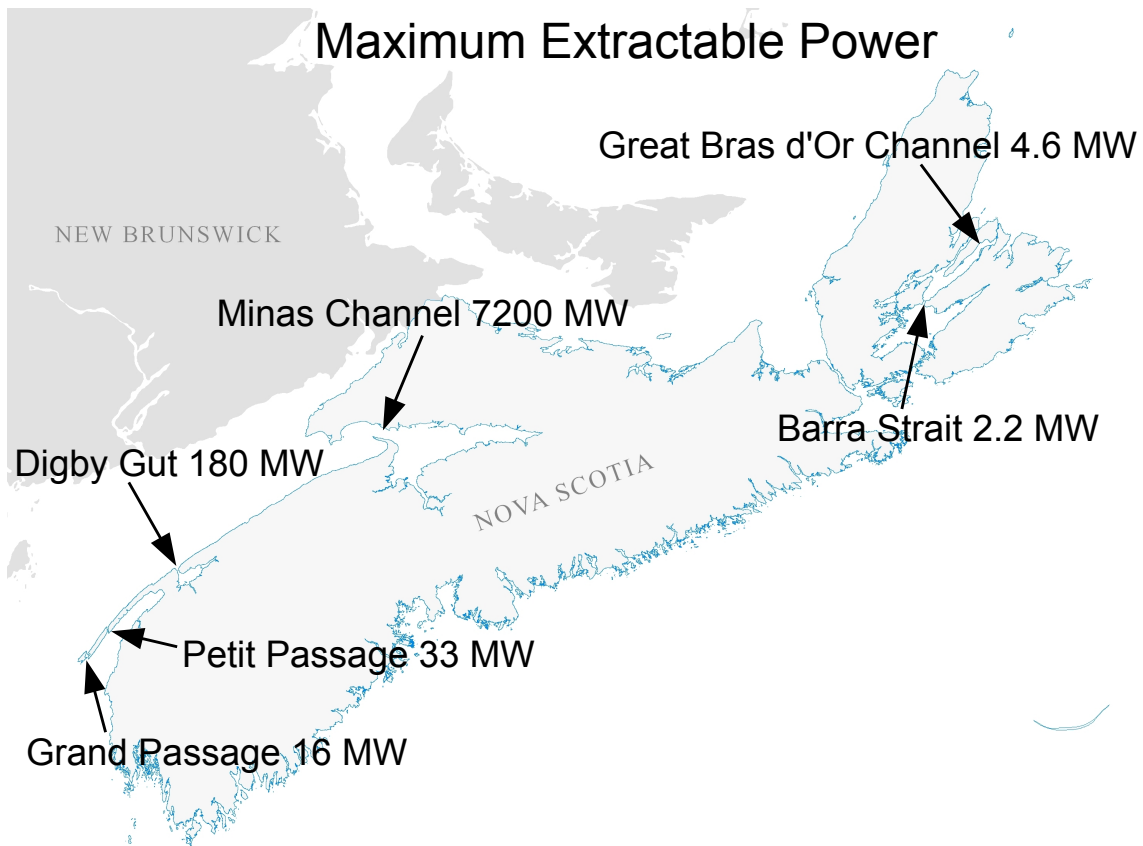 Maximum Extractable Power
Great Bras d'Or Channel 4.6 MW
NEW BRUNSWICK
Minas Channel 7200 MW
Barra Strait 2.2 MW
Digby Gut 180 MW
NOVA SCOTIA
Petit Passage 33 MW
Grand Passage 16 MW